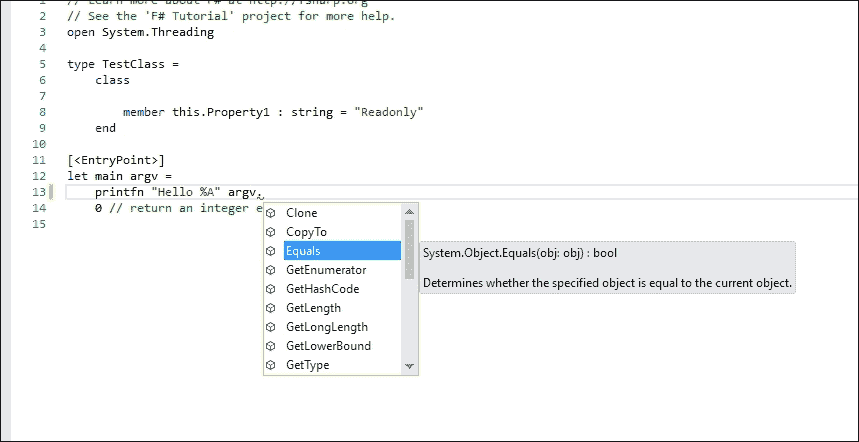 1 // Learn more about F# at http://fsharp.org
2 // See the 'F# Tutorial' project for more help.
3 open System.Threading
4
5 type TestClass =
6 class
7
8 member this.Property1 : string = "Readonly"
9 end
10
11 [<EntryPoint>]
12 let main argv =
13 printfn "Hello %A" argv.
14 0 // return an integer e
15
Clone
CopyTo
Equals
GetEnumerator
GetHashCode
GetLength
GetLongLength
GetLowerBound
GetType
System.Object.Equals(obj: obj) : bool
Determines whether the specified object is equal to the current object.